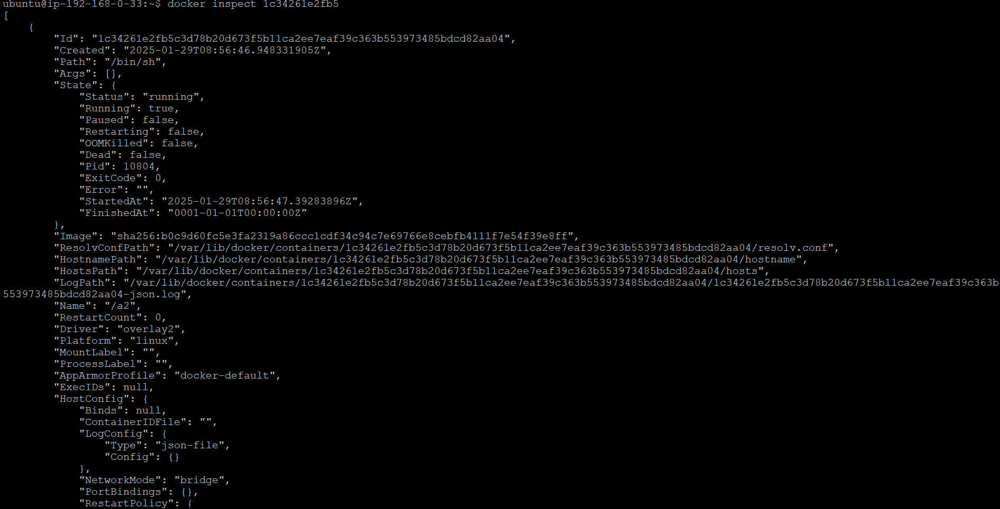 ubuntu@ip-192-168-0-33:~$ docker inspect 1c34261e2fb5
[
    {
        "Id": "1c34261e2fb5c3d78b20d673f5b11ca2ee7eaf39c363b553973485bdcd82aa04",
        "Created": "2025-01-29T08:56:46.948331905Z",
        "Path": "/bin/sh",
        "Args": [],
        "State": {
            "Status": "running",
            "Running": true,
            "Paused": false,
            "Restarting": false,
            "OOMKilled": false,
            "Dead": false,
            "Pid": 10804,
            "ExitCode": 0,
            "Error": "",
            "StartedAt": "2025-01-29T08:56:47.39283896Z",
            "FinishedAt": "0001-01-01T00:00:00Z"
        },
        "Image": "sha256:b0c9d60fc5e3fa2319a86ccc1cdf34c94c7e69766e8cebfb4111f7e54f39e8ff",
        "ResolvConfPath": "/var/lib/docker/containers/1c34261e2fb5c3d78b20d673f5b11ca2ee7eaf39c363b553973485bdcd82aa04/resolv.conf",
        "HostnamePath": "/var/lib/docker/containers/1c34261e2fb5c3d78b20d673f5b11ca2ee7eaf39c363b553973485bdcd82aa04/hostname",
        "HostsPath": "/var/lib/docker/containers/1c34261e2fb5c3d78b20d673f5b11ca2ee7eaf39c363b553973485bdcd82aa04/hosts",
        "LogPath": "/var/lib/docker/containers/1c34261e2fb5c3d78b20d673f5b11ca2ee7eaf39c363b553973485bdcd82aa04/1c34261e2fb5c3d78b20d673f5b11ca2ee7eaf39c363b
553973485bdcd82aa04-json.log",
        "Name": "/a2",
        "RestartCount": 0,
        "Driver": "overlay2",
        "Platform": "linux",
        "MountLabel": "",
        "ProcessLabel": "",
        "AppArmorProfile": "docker-default",
        "ExecIDs": null,
        "HostConfig": {
            "Binds": null,
            "ContainerIDFile": "",
            "LogConfig": {
                "Type": "json-file",
                "Config": {}
            },
            "NetworkMode": "bridge",
            "PortBindings": {},
            "RestartPolicy": {